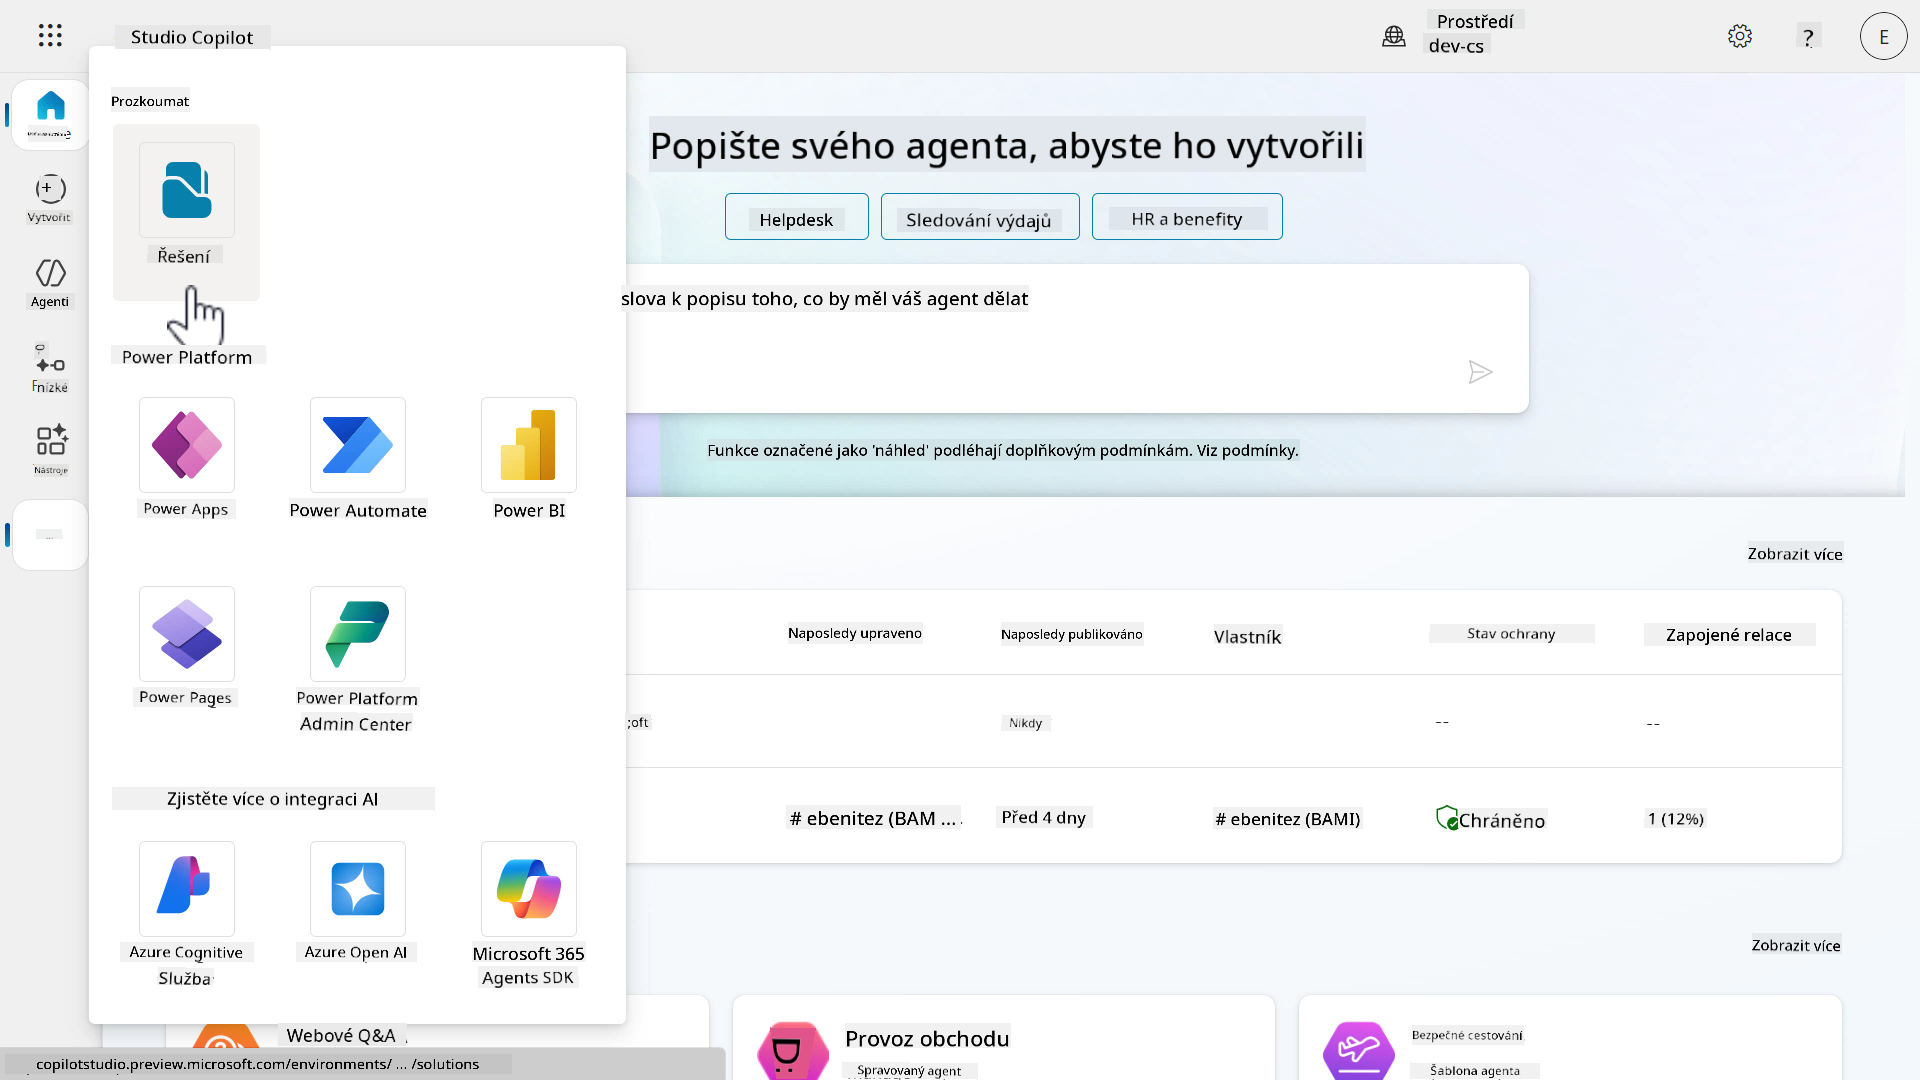 Studio Copilot
Prostředí
dev-cs
?
E
Prozkoumat
Řešení
Vytvořit
Agenti
Fnízké
Nástroje
...
Power Platform
Power Apps
Power Automate
Power BI
Power Pages
Power Platform
Admin Center
Zjistěte více o integraci AI
Azure Cognitive
Služba
Azure Open AI
Microsoft 365
Agents SDK
Popište svého agenta, abyste ho vytvořili
Helpdesk
Sledování výdajů
HR a benefity
slova k popisu toho, co by měl váš agent dělat
Funkce označené jako 'náhled' podléhají doplňkovým podmínkám. Viz podmínky.
Zobrazit více
Naposledy upraveno
Naposledy publikováno
Vlastník
Stav ochrany
Zapojené relace
;oft
Nikdy
--
--
# ebenitez (BAM ... .
Před 4 dny
# ebenitez (BAMI)
Chráněno
1 (12%)
Zobrazit více
Webové Q&A
Provoz obchodu
Spravovaný agent
Bezpečné cestování
Šablona agenta
copilotstudio.preview.microsoft.com/environments/ ... /solutions